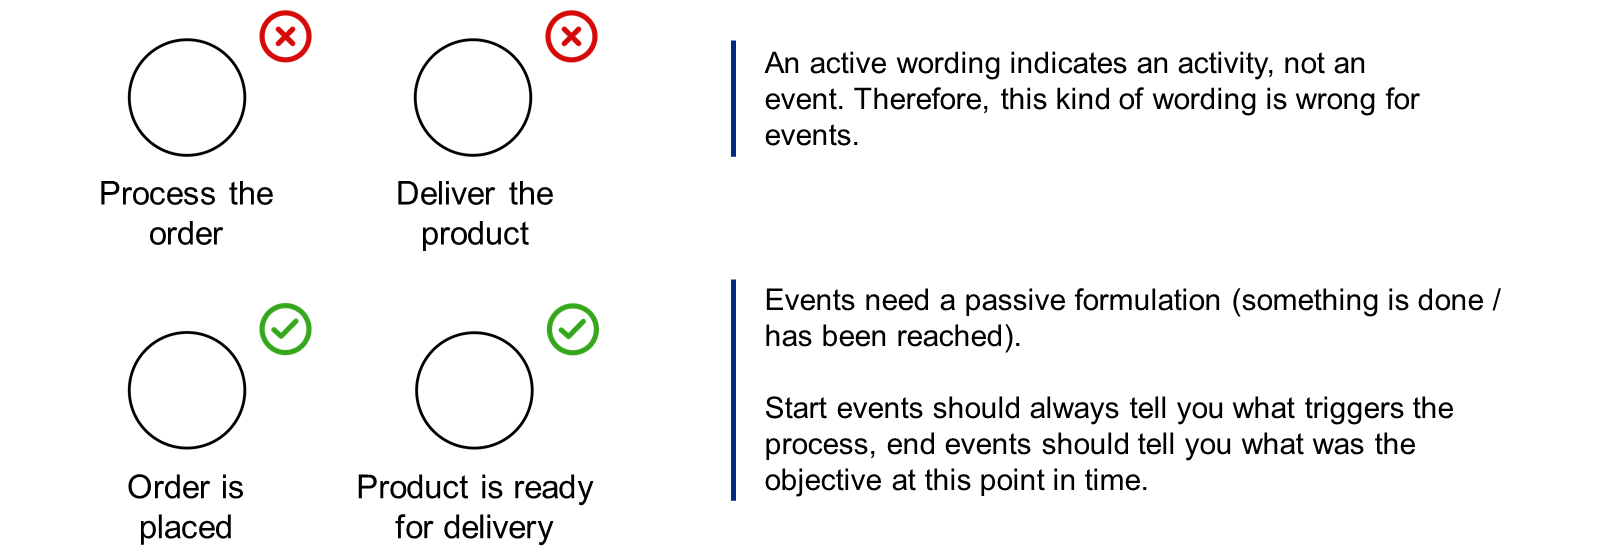 Process the
order
Deliver the
product
An active wording indicates an activity, not an
event. Therefore, this kind of wording is wrong for
events.
Order is
placed
Product is ready
for delivery
Events need a passive formulation (something is done /
has been reached).
Start events should always tell you what triggers the
process, end events should tell you what was the
objective at this point in time.